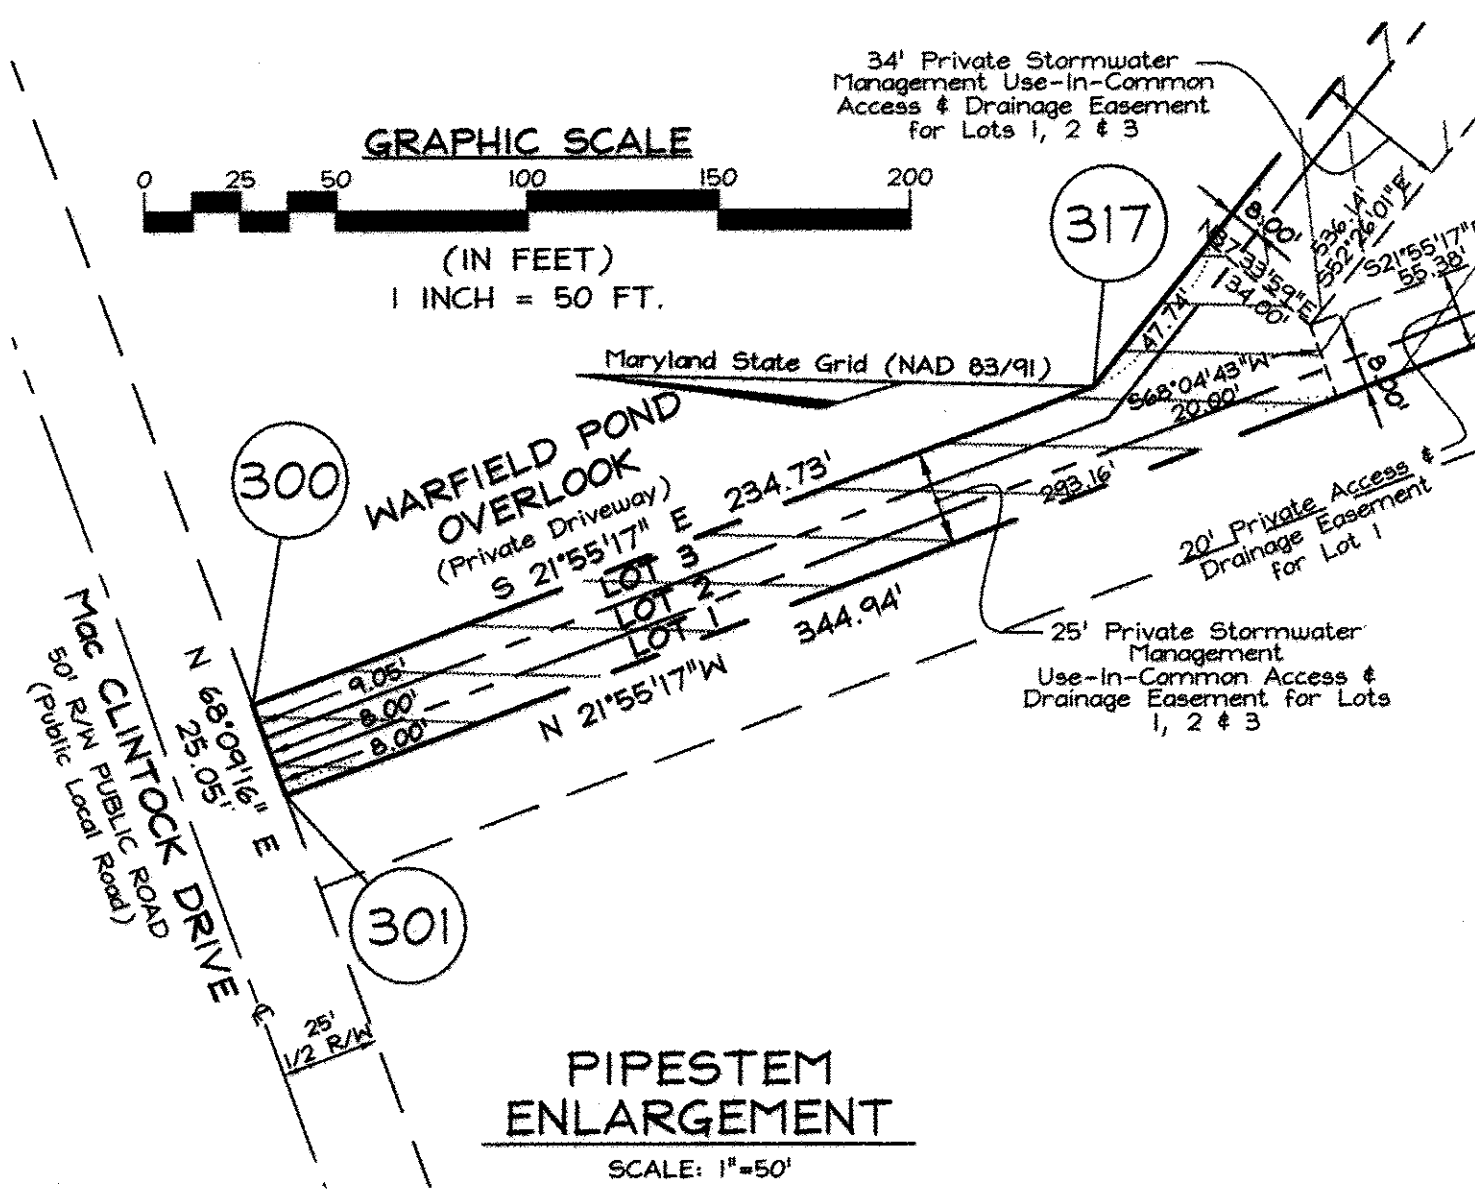 34' Private Stormwater
Management Use-In-Common
Access & Drainage Easement
for Lots 1, 2 & 3
GRAPHIC SCALE
0 25 50 100 150 200
(IN FEET)
1 INCH = 50 FT.
317
8.00'
536.14'
S52°26'01"E
S21°55'17"E
55.38'
34.00'
47.74'
Maryland State Grid (NAD 83/91)
S68°04'43"W
20.00'
8.00'
300
WARFIELD POND
OVERLOOK
(Private Driveway)
S 21°55'17" E 234.73'
293.16'
LOT 3
LOT 2
LOT 1
344.94'
N 21°55'17"W
20' Private Access &
Drainage Easement
for Lot 1
25' Private Stormwater
Management
Use-In-Common Access &
Drainage Easement for Lots
1, 2 & 3
9.05'
8.00'
8.00'
N 68°09'16" E
25.05'
Mac CLINTOCK DRIVE
50' R/W PUBLIC ROAD
(Public Local Road)
301
25'
1/2 R/W
PIPESTEM
ENLARGEMENT
SCALE: 1"=50'